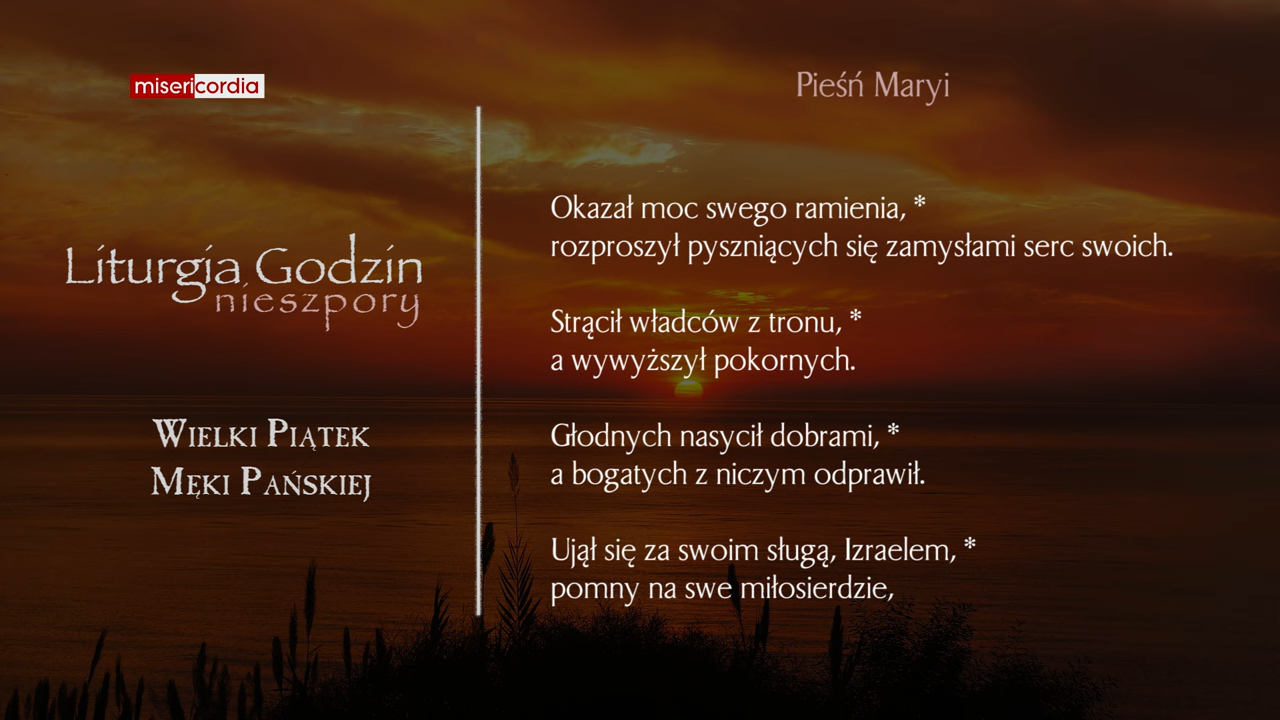 misericordia
Liturgia Godzin
nieszpory
Wielki Piątek
Męki Pańskiej
Pieśń Maryi
Okazał moc swego ramienia, *
rozproszył pyszniących się zamysłami serc swoich.
Strącił władców z tronu, *
a wywyższył pokornych.
Głodnych nasycił dobrami, *
a bogatych z niczym odprawił.
Ujął się za swoim sługą, Izraelem, *
pomny na swe miłosierdzie,